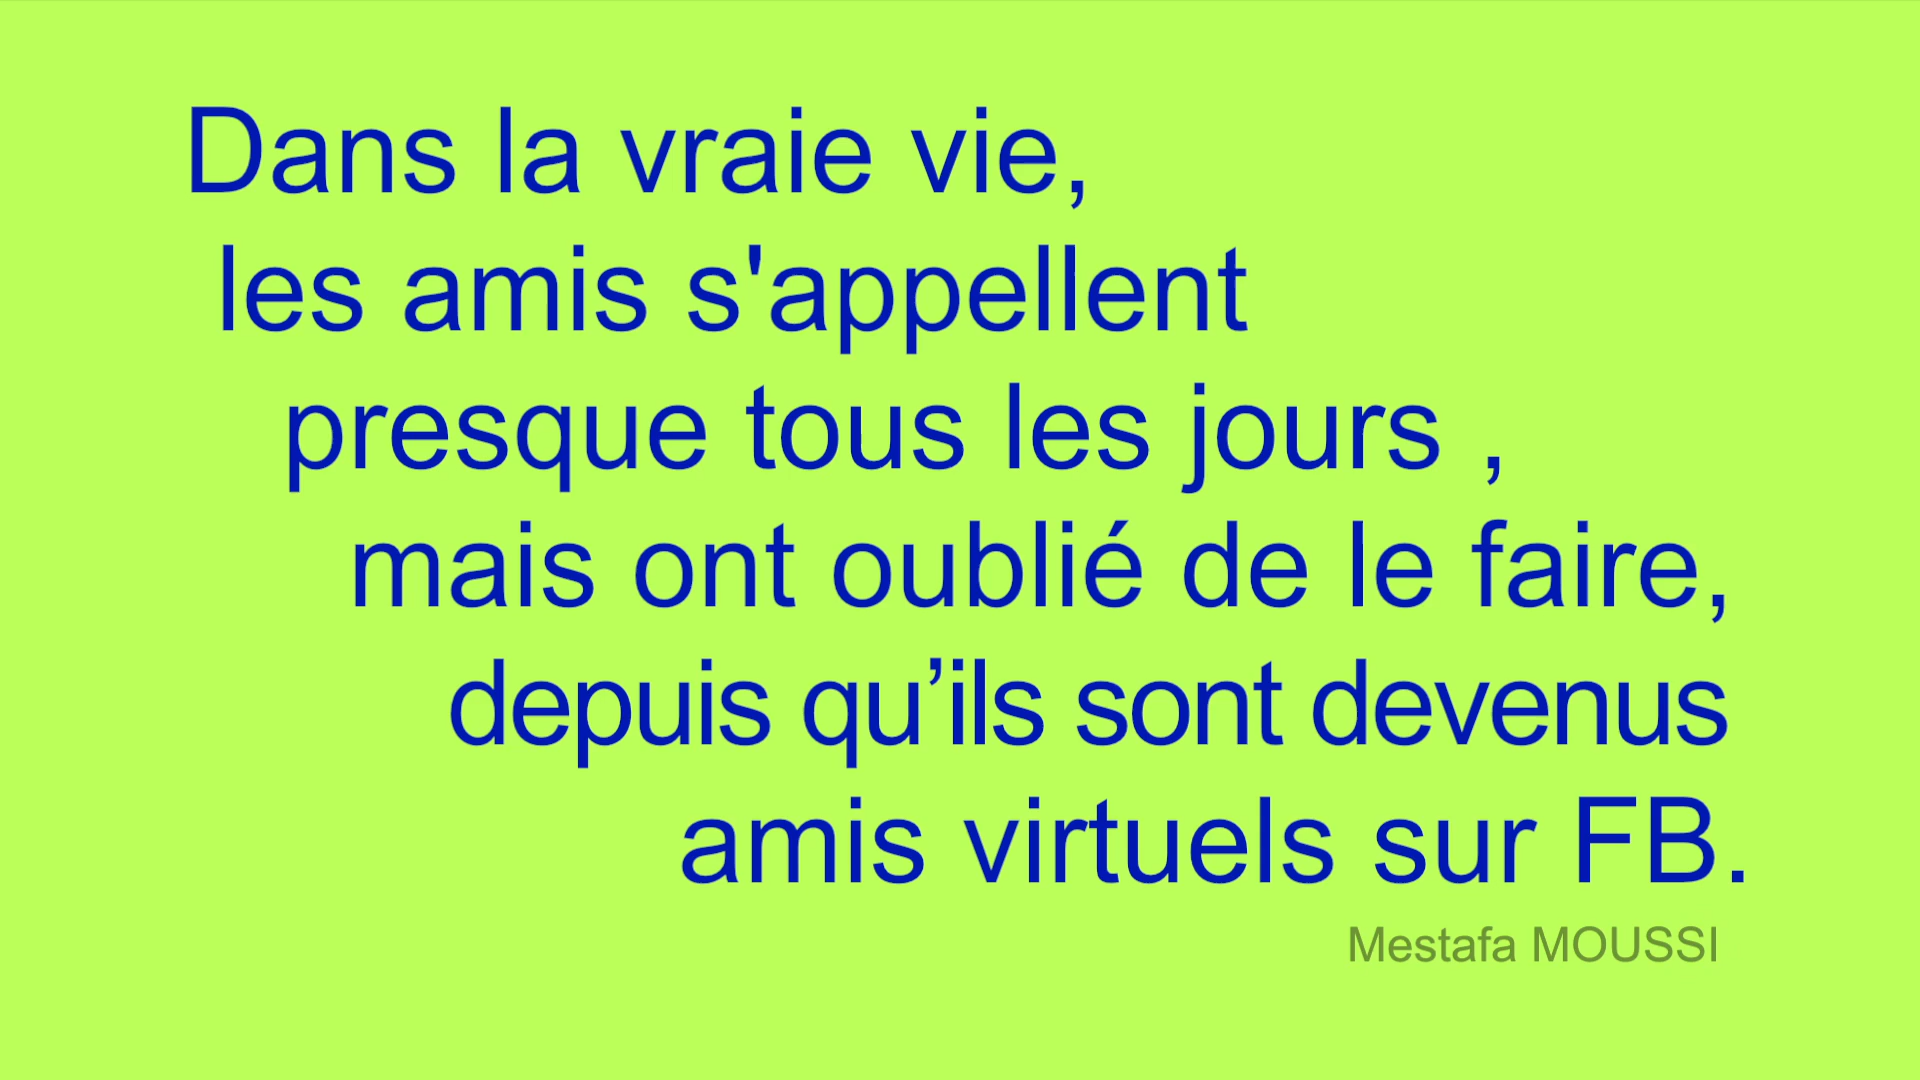 Dans la vraie vie,
les amis s'appellent
presque tous les jours ,
mais ont oublié de le faire,
depuis qu’ils sont devenus
amis virtuels sur FB.
Mestafa MOUSSI